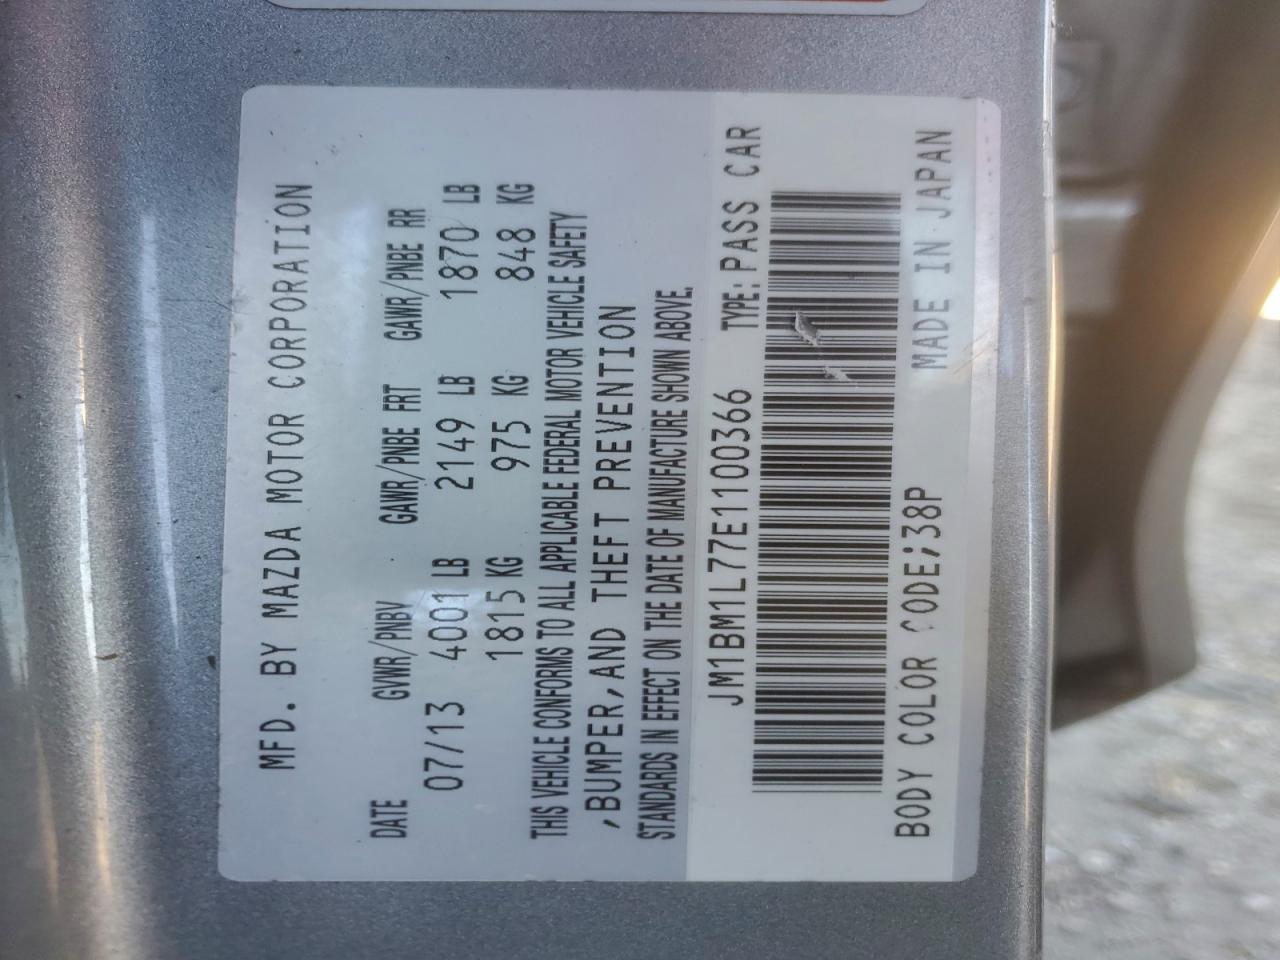 MFD. BY MAZDA MOTOR CORPORATION
DATE GVWR/PNBV GAWR/PNBE FRT GAWR/PNBE RR
07/13 4001 LB 2149 LB 1870 LB
1815 KG 975 KG 848 KG
THIS VEHICLE CONFORMS TO ALL APPLICABLE FEDERAL MOTOR VEHICLE SAFETY
,BUMPER,AND THEFT PREVENTION
STANDARDS IN EFFECT ON THE DATE OF MANUFACTURE SHOWN ABOVE.
JM1BM1L77E1100366 TYPE: PASS CAR
BODY COLOR CODE;38P MADE IN JAPAN